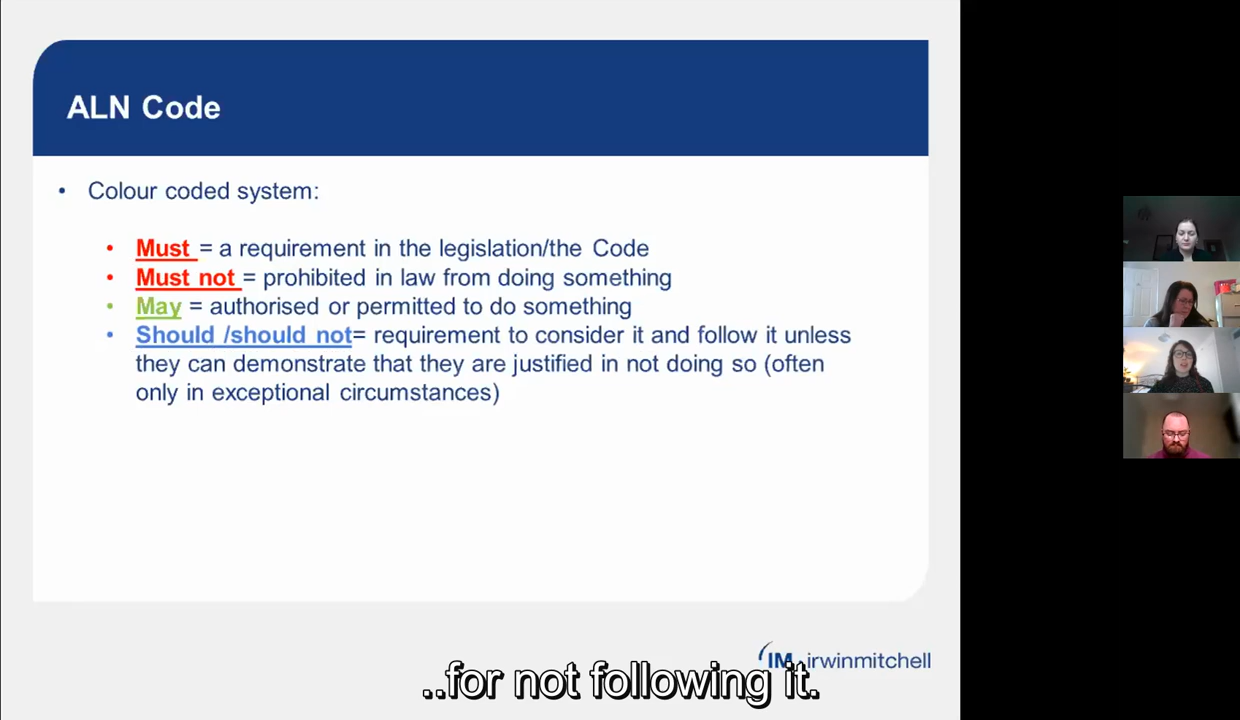 ALN Code
• Colour coded system:
• Must = a requirement in the legislation/the Code
• Must not = prohibited in law from doing something
• May = authorised or permitted to do something
• Should /should not= requirement to consider it and follow it unless
they can demonstrate that they are justified in not doing so (often
only in exceptional circumstances)
IM irwinmitchell
..for not following it.